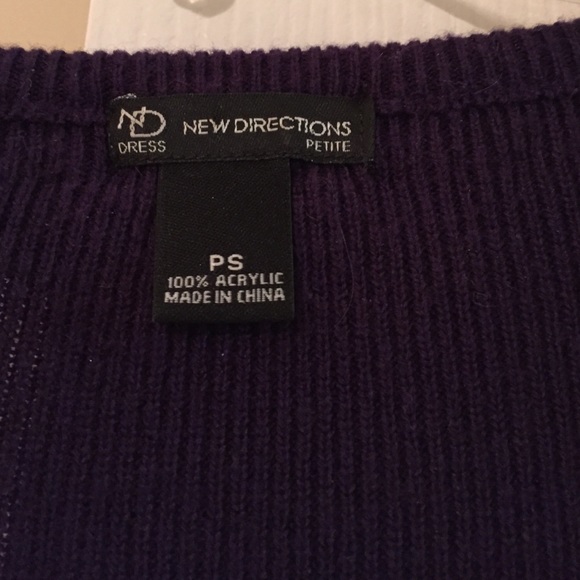 ND NEW DIRECTIONS
DRESS PETITE
PS
100% ACRYLIC
MADE IN CHINA